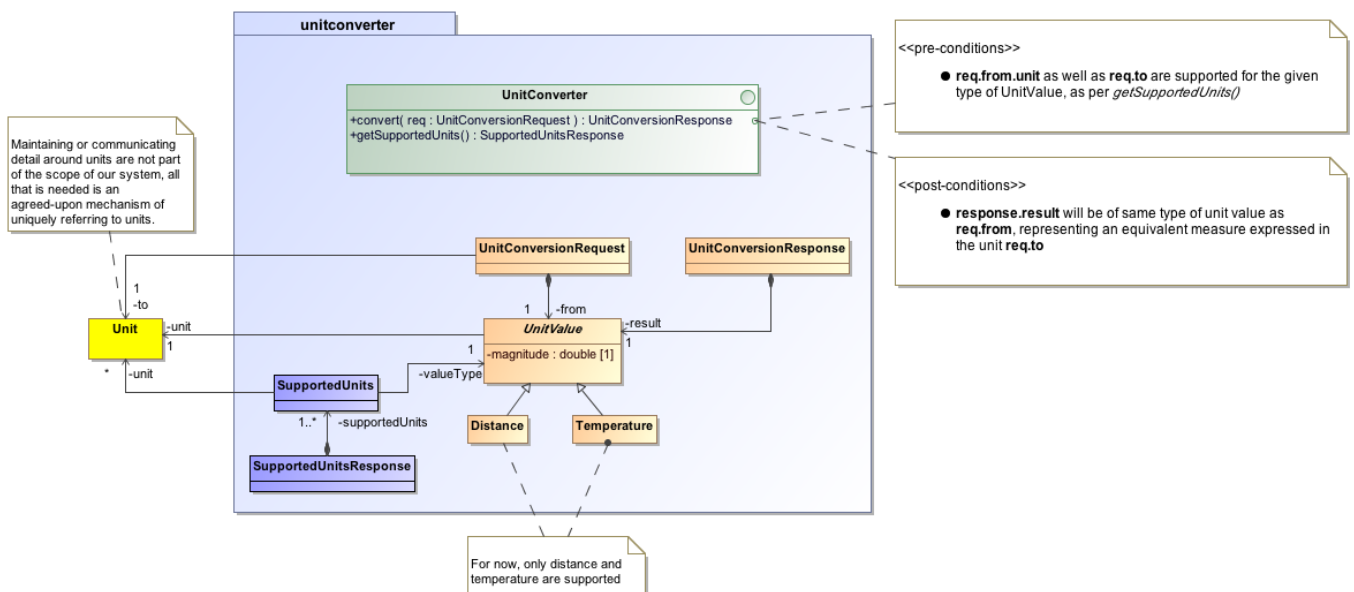 unitconverter
UnitConverter
+convert( req : UnitConversionRequest ) : UnitConversionResponse
+getSupportedUnits() : SupportedUnitsResponse
<<pre-conditions>>
● req.from.unit as well as req.to are supported for the given
type of UnitValue, as per getSupportedUnits()
Maintaining or communicating
detail around units are not part
of the scope of our system, all
that is needed is an
agreed-upon mechanism of
uniquely referring to units.
<<post-conditions>>
● response.result will be of same type of unit value as
req.from, representing an equivalent measure expressed in
the unit req.to
UnitConversionRequest
UnitConversionResponse
1
-to
1
-from
Unit
-unit
1
UnitValue
-magnitude : double [1]
-result
1
1
-valueType
*
-unit
SupportedUnits
1..*
-supportedUnits
Distance
Temperature
SupportedUnitsResponse
For now, only distance and
temperature are supported